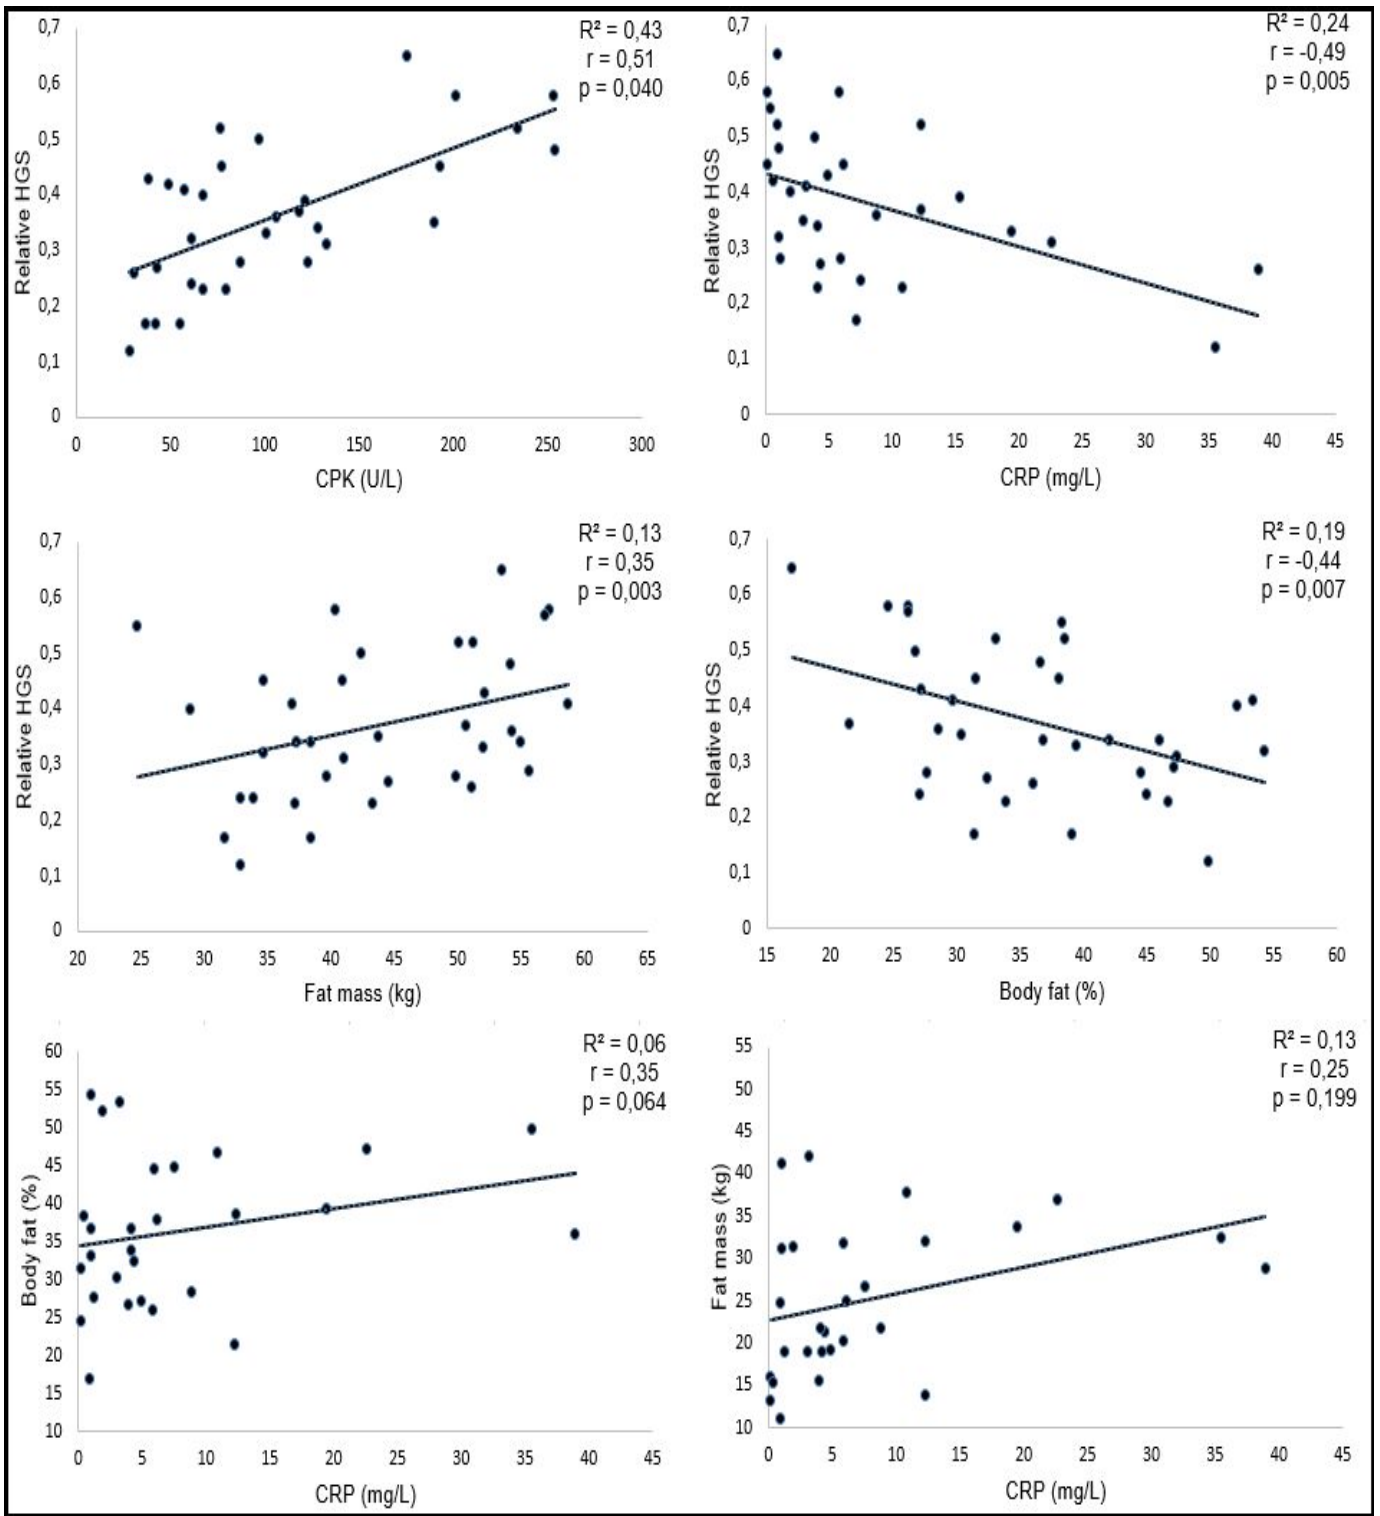 R² = 0,43
r = 0,51
p = 0,040
0,7
0,6
0,5
0,4
0,3
0,2
0,1
0
Relative HGS
0 50 100 150 200 250 300
CPK (U/L)
R² = 0,24
r = -0,49
p = 0,005
0,7
0,6
0,5
0,4
0,3
0,2
0,1
0
Relative HGS
0 5 10 15 20 25 30 35 40 45
CRP (mg/L)
R² = 0,13
r = 0,35
p = 0,003
0,7
0,6
0,5
0,4
0,3
0,2
0,1
0
Relative HGS
20 25 30 35 40 45 50 55 60 65
Fat mass (kg)
R² = 0,19
r = -0,44
p = 0,007
0,7
0,6
0,5
0,4
0,3
0,2
0,1
0
Relative HGS
15 20 25 30 35 40 45 50 55 60
Body fat (%)
R² = 0,06
r = 0,35
p = 0,064
60
55
50
45
40
35
30
25
20
15
10
Body fat (%)
0 5 10 15 20 25 30 35 40 45
CRP (mg/L)
R² = 0,13
r = 0,25
p = 0,199
55
50
45
40
35
30
25
20
15
10
Fat mass (kg)
0 5 10 15 20 25 30 35 40 45
CRP (mg/L)